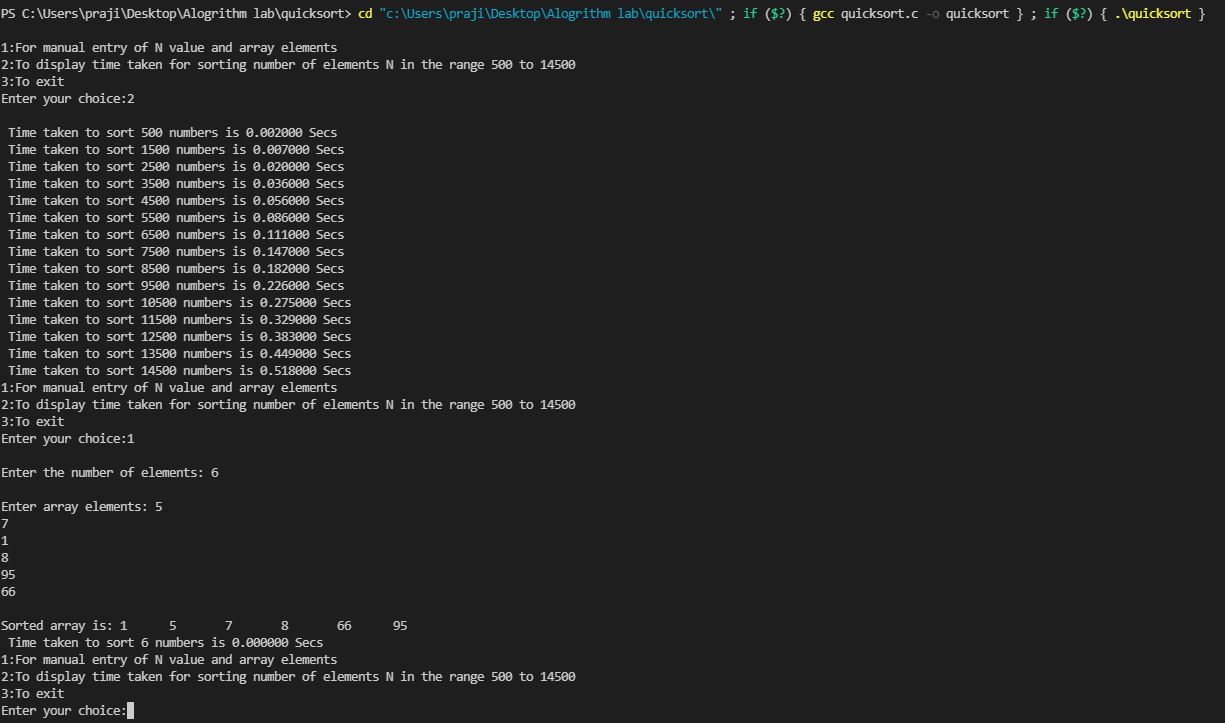 PS C:\Users\praji\Desktop\Alogrithm lab\quicksort> cd "c:\Users\praji\Desktop\Alogrithm lab\quicksort\" ; if ($?) { gcc quicksort.c -o quicksort } ; if ($?) { .\quicksort }
1:For manual entry of N value and array elements
2:To display time taken for sorting number of elements N in the range 500 to 14500
3:To exit
Enter your choice:2
Time taken to sort 500 numbers is 0.002000 Secs
Time taken to sort 1500 numbers is 0.007000 Secs
Time taken to sort 2500 numbers is 0.020000 Secs
Time taken to sort 3500 numbers is 0.036000 Secs
Time taken to sort 4500 numbers is 0.056000 Secs
Time taken to sort 5500 numbers is 0.086000 Secs
Time taken to sort 6500 numbers is 0.111000 Secs
Time taken to sort 7500 numbers is 0.147000 Secs
Time taken to sort 8500 numbers is 0.182000 Secs
Time taken to sort 9500 numbers is 0.226000 Secs
Time taken to sort 10500 numbers is 0.275000 Secs
Time taken to sort 11500 numbers is 0.329000 Secs
Time taken to sort 12500 numbers is 0.383000 Secs
Time taken to sort 13500 numbers is 0.449000 Secs
Time taken to sort 14500 numbers is 0.518000 Secs
1:For manual entry of N value and array elements
2:To display time taken for sorting number of elements N in the range 500 to 14500
3:To exit
Enter your choice:1
Enter the number of elements: 6
Enter array elements: 5
7
1
8
95
66
Sorted array is: 1 5 7 8 66 95
Time taken to sort 6 numbers is 0.000000 Secs
1:For manual entry of N value and array elements
2:To display time taken for sorting number of elements N in the range 500 to 14500
3:To exit
Enter your choice: